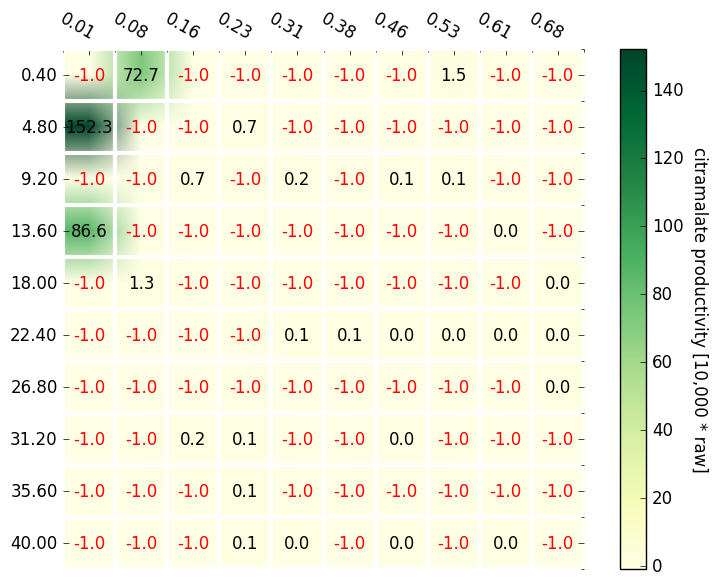 0.01 0.08 0.16 0.23 0.31 0.38 0.46 0.53 0.61 0.68
0.40 -1.0 72.7 -1.0 -1.0 -1.0 -1.0 -1.0 1.5 -1.0 -1.0
4.80 152.3 -1.0 -1.0 0.7 -1.0 -1.0 -1.0 -1.0 -1.0 -1.0
9.20 -1.0 -1.0 0.7 -1.0 0.2 -1.0 0.1 0.1 -1.0 -1.0
13.60 86.6 -1.0 -1.0 -1.0 -1.0 -1.0 -1.0 -1.0 0.0 -1.0
18.00 -1.0 1.3 -1.0 -1.0 -1.0 -1.0 -1.0 -1.0 -1.0 0.0
22.40 -1.0 -1.0 -1.0 -1.0 0.1 0.1 0.0 0.0 0.0 0.0
26.80 -1.0 -1.0 -1.0 -1.0 -1.0 -1.0 -1.0 -1.0 -1.0 0.0
31.20 -1.0 -1.0 0.2 0.1 -1.0 -1.0 0.0 -1.0 -1.0 -1.0
35.60 -1.0 -1.0 -1.0 0.1 -1.0 -1.0 -1.0 -1.0 -1.0 -1.0
40.00 -1.0 -1.0 -1.0 0.1 0.0 -1.0 0.0 -1.0 0.0 -1.0
140
120
100
80
60
40
20
0
citramalate productivity [10,000 * raw]